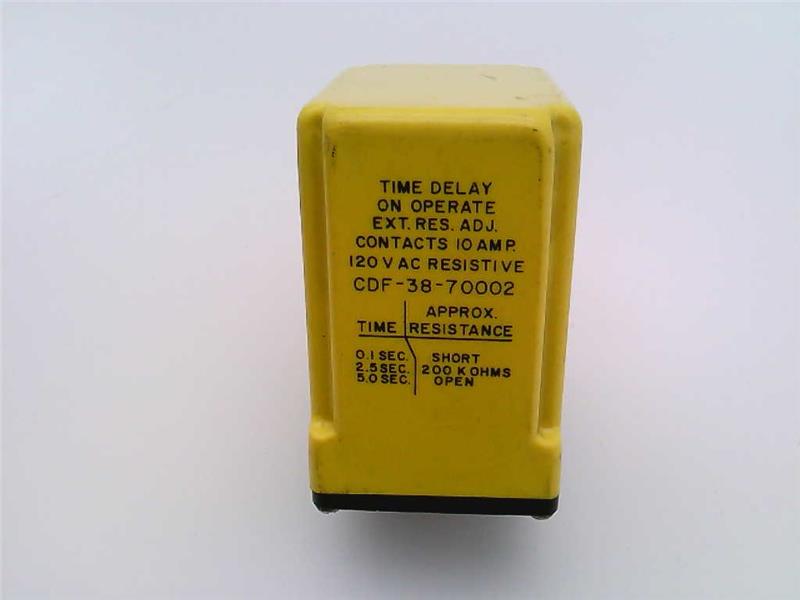 TIME DELAY
ON OPERATE
EXT. RES. ADJ.
CONTACTS 10 AMP.
120 V AC RESISTIVE
CDF-38-70002
APPROX.
TIME RESISTANCE
0.1 SEC. SHORT
2.5 SEC. 200 K OHMS
5.0 SEC. OPEN